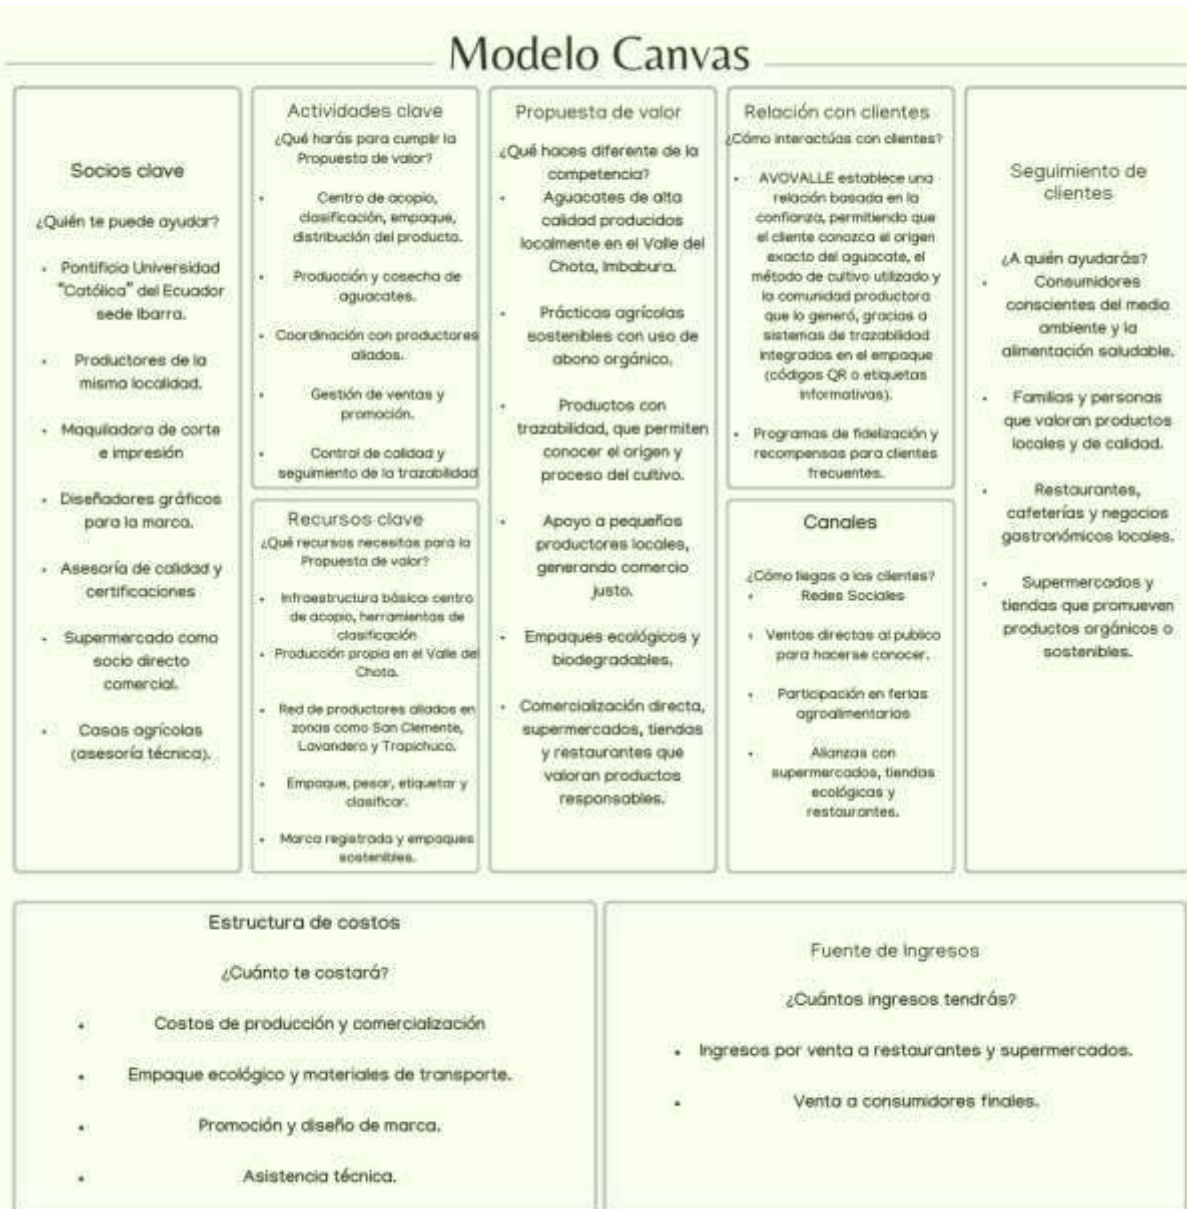 Modelo Canvas
Socios clave
¿Quién te puede ayudar?
• Pontificia Universidad
"Católica" del Ecuador
sede Ibarra.
• Productores de la
misma localidad.
• Maquiladora de corte
e impresión
• Diseñadores gráficos
para la marca.
• Asesoría de calidad y
certificaciones
• Supermercado como
socio directo
comercial.
• Casas agrícolas
(asesoría técnica).
Actividades clave
¿Qué harás para cumplir la
Propuesta de valor?
• Centro de acopio,
clasificación, empaque,
distribución del producto.
• Producción y cosecha de
aguacates.
• Coordinación con productores
aliados.
• Gestión de ventas y
promoción.
• Control de calidad y
seguimiento de la trazabilidad
Recursos clave
¿Qué recursos necesitas para la
Propuesta de valor?
• Infraestructura básica: centro
de acopio, herramientas de
clasificación
• Producción propia en el Valle del
Chota.
• Red de productores aliados en
zonas como San Clemente,
Lavandero y Trapichuco.
• Empaque, pesar, etiquetar y
clasificar.
• Marca registrada y empaques
sostenibles.
Propuesta de valor
¿Qué haces diferente de la
competencia?
• Aguacates de alta
calidad producidos
localmente en el Valle del
Chota, Imbabura.
• Prácticas agrícolas
sostenibles con uso de
abono orgánico.
• Productos con
trazabilidad, que permiten
conocer el origen y
proceso del cultivo.
• Apoyo a pequeños
productores locales,
generando comercio
justo.
• Empaques ecológicos y
biodegradables.
• Comercialización directa,
supermercados, tiendas
y restaurantes que
valoran productos
responsables.
Relación con clientes
¿Cómo interactúas con clientes?
• AVOVALLE establece una
relación basada en la
confianza, permitiendo que
el cliente conozca el origen
exacto del aguacate, el
método de cultivo utilizado y
la comunidad productora
que lo generó, gracias a
sistemas de trazabilidad
integrados en el empaque
(códigos QR o etiquetas
informativas).
• Programas de fidelización y
recompensas para clientes
frecuentes.
Canales
¿Cómo llegas a los clientes?
• Redes Sociales
• Ventas directas al publico
para hacerse conocer.
• Participación en ferias
agroalimentarias
• Alianzas con
supermercados, tiendas
ecológicas y
restaurantes.
Seguimiento de
clientes
¿A quién ayudarás?
• Consumidores
conscientes del medio
ambiente y la
alimentación saludable.
• Familias y personas
que valoran productos
locales y de calidad.
• Restaurantes,
cafeterías y negocios
gastronómicos locales.
• Supermercados y
tiendas que promueven
productos orgánicos o
sostenibles.
Estructura de costos
¿Cuánto te costará?
• Costos de producción y comercialización
• Empaque ecológico y materiales de transporte.
• Promoción y diseño de marca.
• Asistencia técnica.
Fuente de Ingresos
¿Cuántos ingresos tendrás?
• Ingresos por venta a restaurantes y supermercados.
• Venta a consumidores finales.